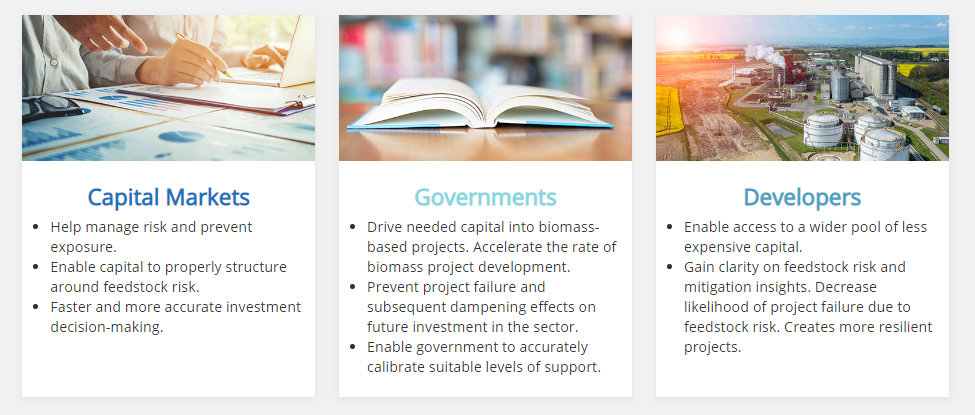 Capital Markets
• Help manage risk and prevent
exposure.
• Enable capital to properly structure
around feedstock risk.
• Faster and more accurate investment
decision-making.
Governments
• Drive needed capital into biomass-
based projects. Accelerate the rate of
biomass project development.
• Prevent project failure and
subsequent dampening effects on
future investment in the sector.
• Enable government to accurately
calibrate suitable levels of support.
Developers
• Enable access to a wider pool of less
expensive capital.
• Gain clarity on feedstock risk and
mitigation insights. Decrease
likelihood of project failure due to
feedstock risk. Creates more resilient
projects.